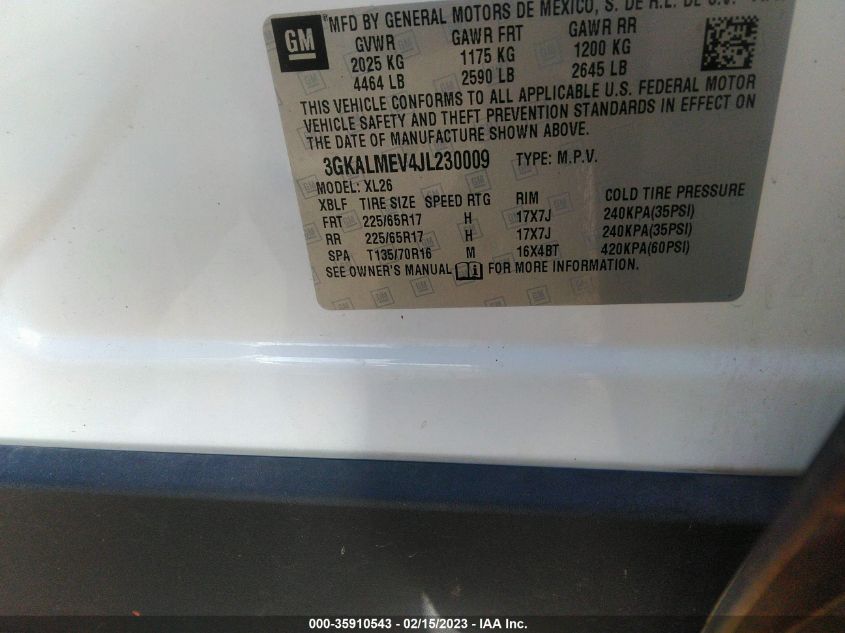 GM
MFD BY GENERAL MOTORS DE MEXICO, S. DE R.L. DE C.V.
GVWR GAWR FRT GAWR RR
2025 KG 1175 KG 1200 KG
4464 LB 2590 LB 2645 LB
THIS VEHICLE CONFORMS TO ALL APPLICABLE U.S. FEDERAL MOTOR
VEHICLE SAFETY AND THEFT PREVENTION STANDARDS IN EFFECT ON
THE DATE OF MANUFACTURE SHOWN ABOVE.
3GKALMEV4JL230009 TYPE: M.P.V.
MODEL: XL26
XBLF TIRE SIZE SPEED RTG RIM COLD TIRE PRESSURE
FRT 225/65R17 H 17X7J 240KPA(35PSI)
RR 225/65R17 H 17X7J 240KPA(35PSI)
SPA T135/70R16 M 16X4BT 420KPA(60PSI)
SEE OWNER'S MANUAL FOR MORE INFORMATION.
000-35910543 - 02/15/2023 - IAA Inc.